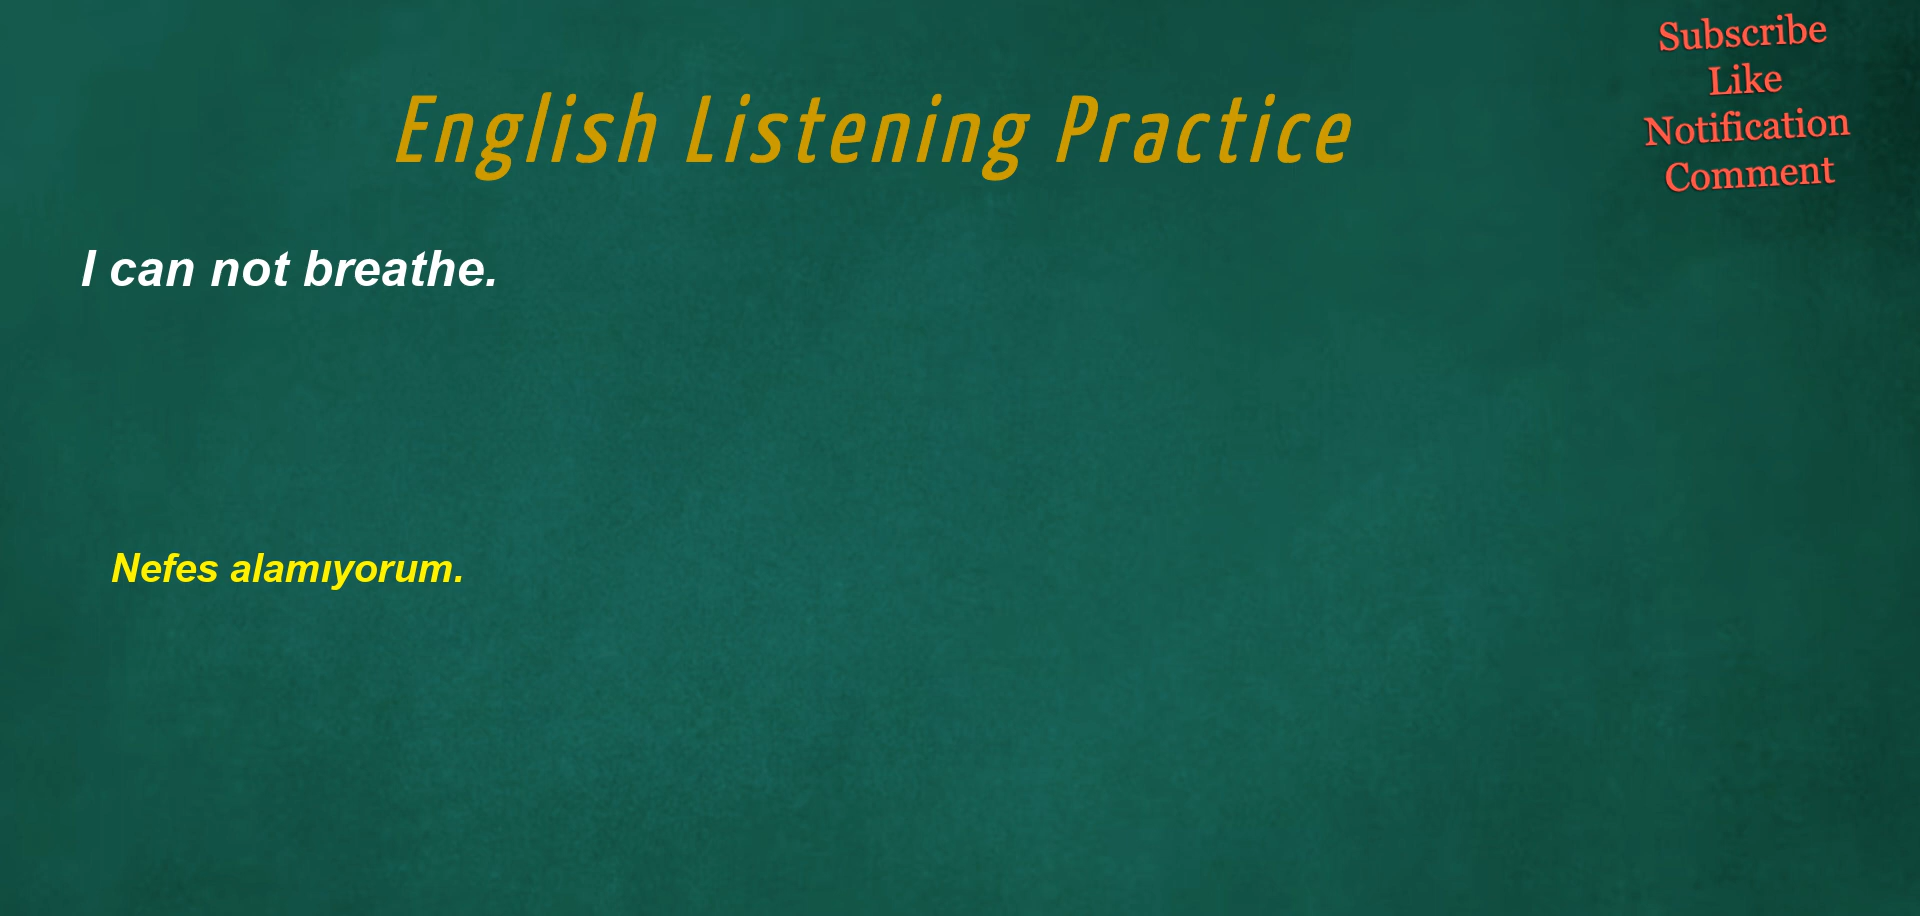 English Listening Practice
Subscribe
Like
Notification
Comment
I can not breathe.
Nefes alamıyorum.